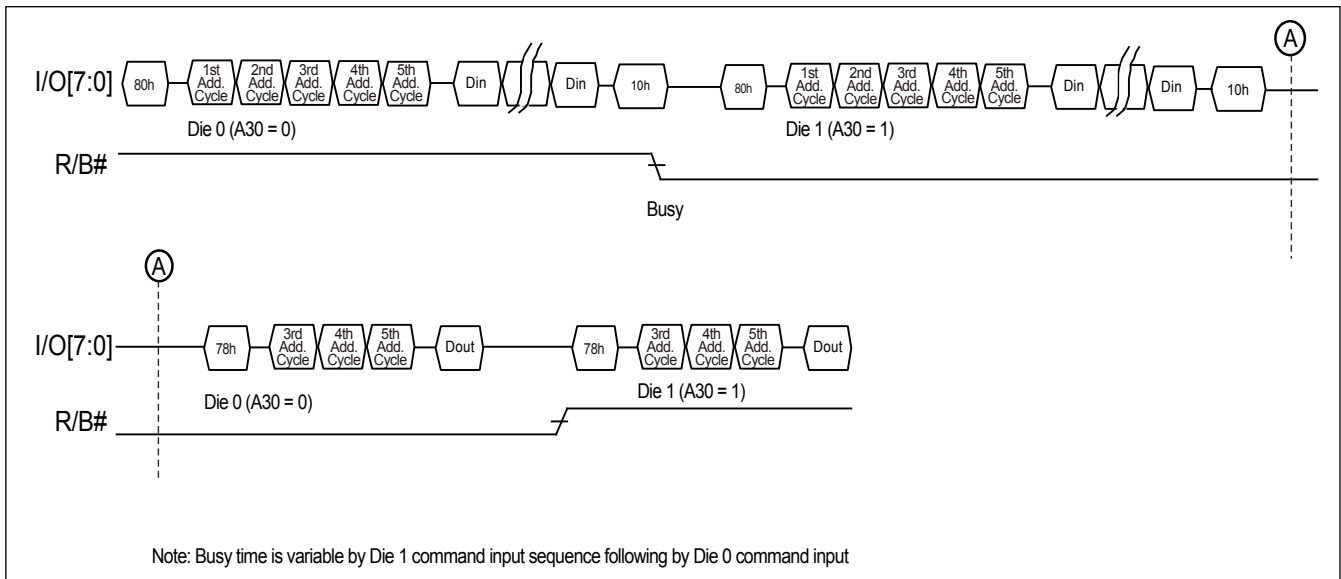 A
I/O[7:0] 80h 1st Add. Cycle 2nd Add. Cycle 3rd Add. Cycle 4th Add. Cycle 5th Add. Cycle Din Din 10h 80h 1st Add. Cycle 2nd Add. Cycle 3rd Add. Cycle 4th Add. Cycle 5th Add. Cycle Din Din 10h
Die 0 (A30 = 0) Die 1 (A30 = 1)
R/B#
Busy
A
I/O[7:0] 78h 3rd Add. Cycle 4th Add. Cycle 5th Add. Cycle Dout 78h 3rd Add. Cycle 4th Add. Cycle 5th Add. Cycle Dout
Die 0 (A30 = 0) Die 1 (A30 = 1)
R/B#
Note: Busy time is variable by Die 1 command input sequence following by Die 0 command input